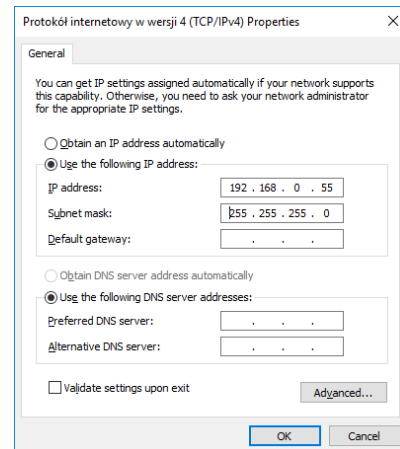 Protokół internetowy w wersji 4 (TCP/IPv4) Properties
General
You can get IP settings assigned automatically if your network supports
this capability. Otherwise, you need to ask your network administrator
for the appropriate IP settings.
Obtain an IP address automatically
Use the following IP address:
IP address: 192 . 168 . 0 . 55
Subnet mask: 255 . 255 . 255 . 0
Default gateway: . . .
Obtain DNS server address automatically
Use the following DNS server addresses:
Preferred DNS server: . . .
Alternative DNS server: . . .
Validate settings upon exit
Advanced...
OK Cancel